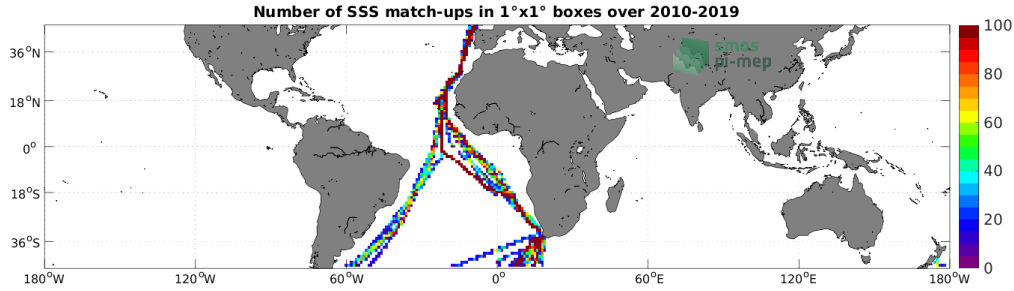 Number of SSS match-ups in 1°x1° boxes over 2010-2019
smos
pi-mep
36°N
18°N
0°
18°S
36°S
180°W 120°W 60°W 0° 60°E 120°E 180°W
100
80
60
40
20
0